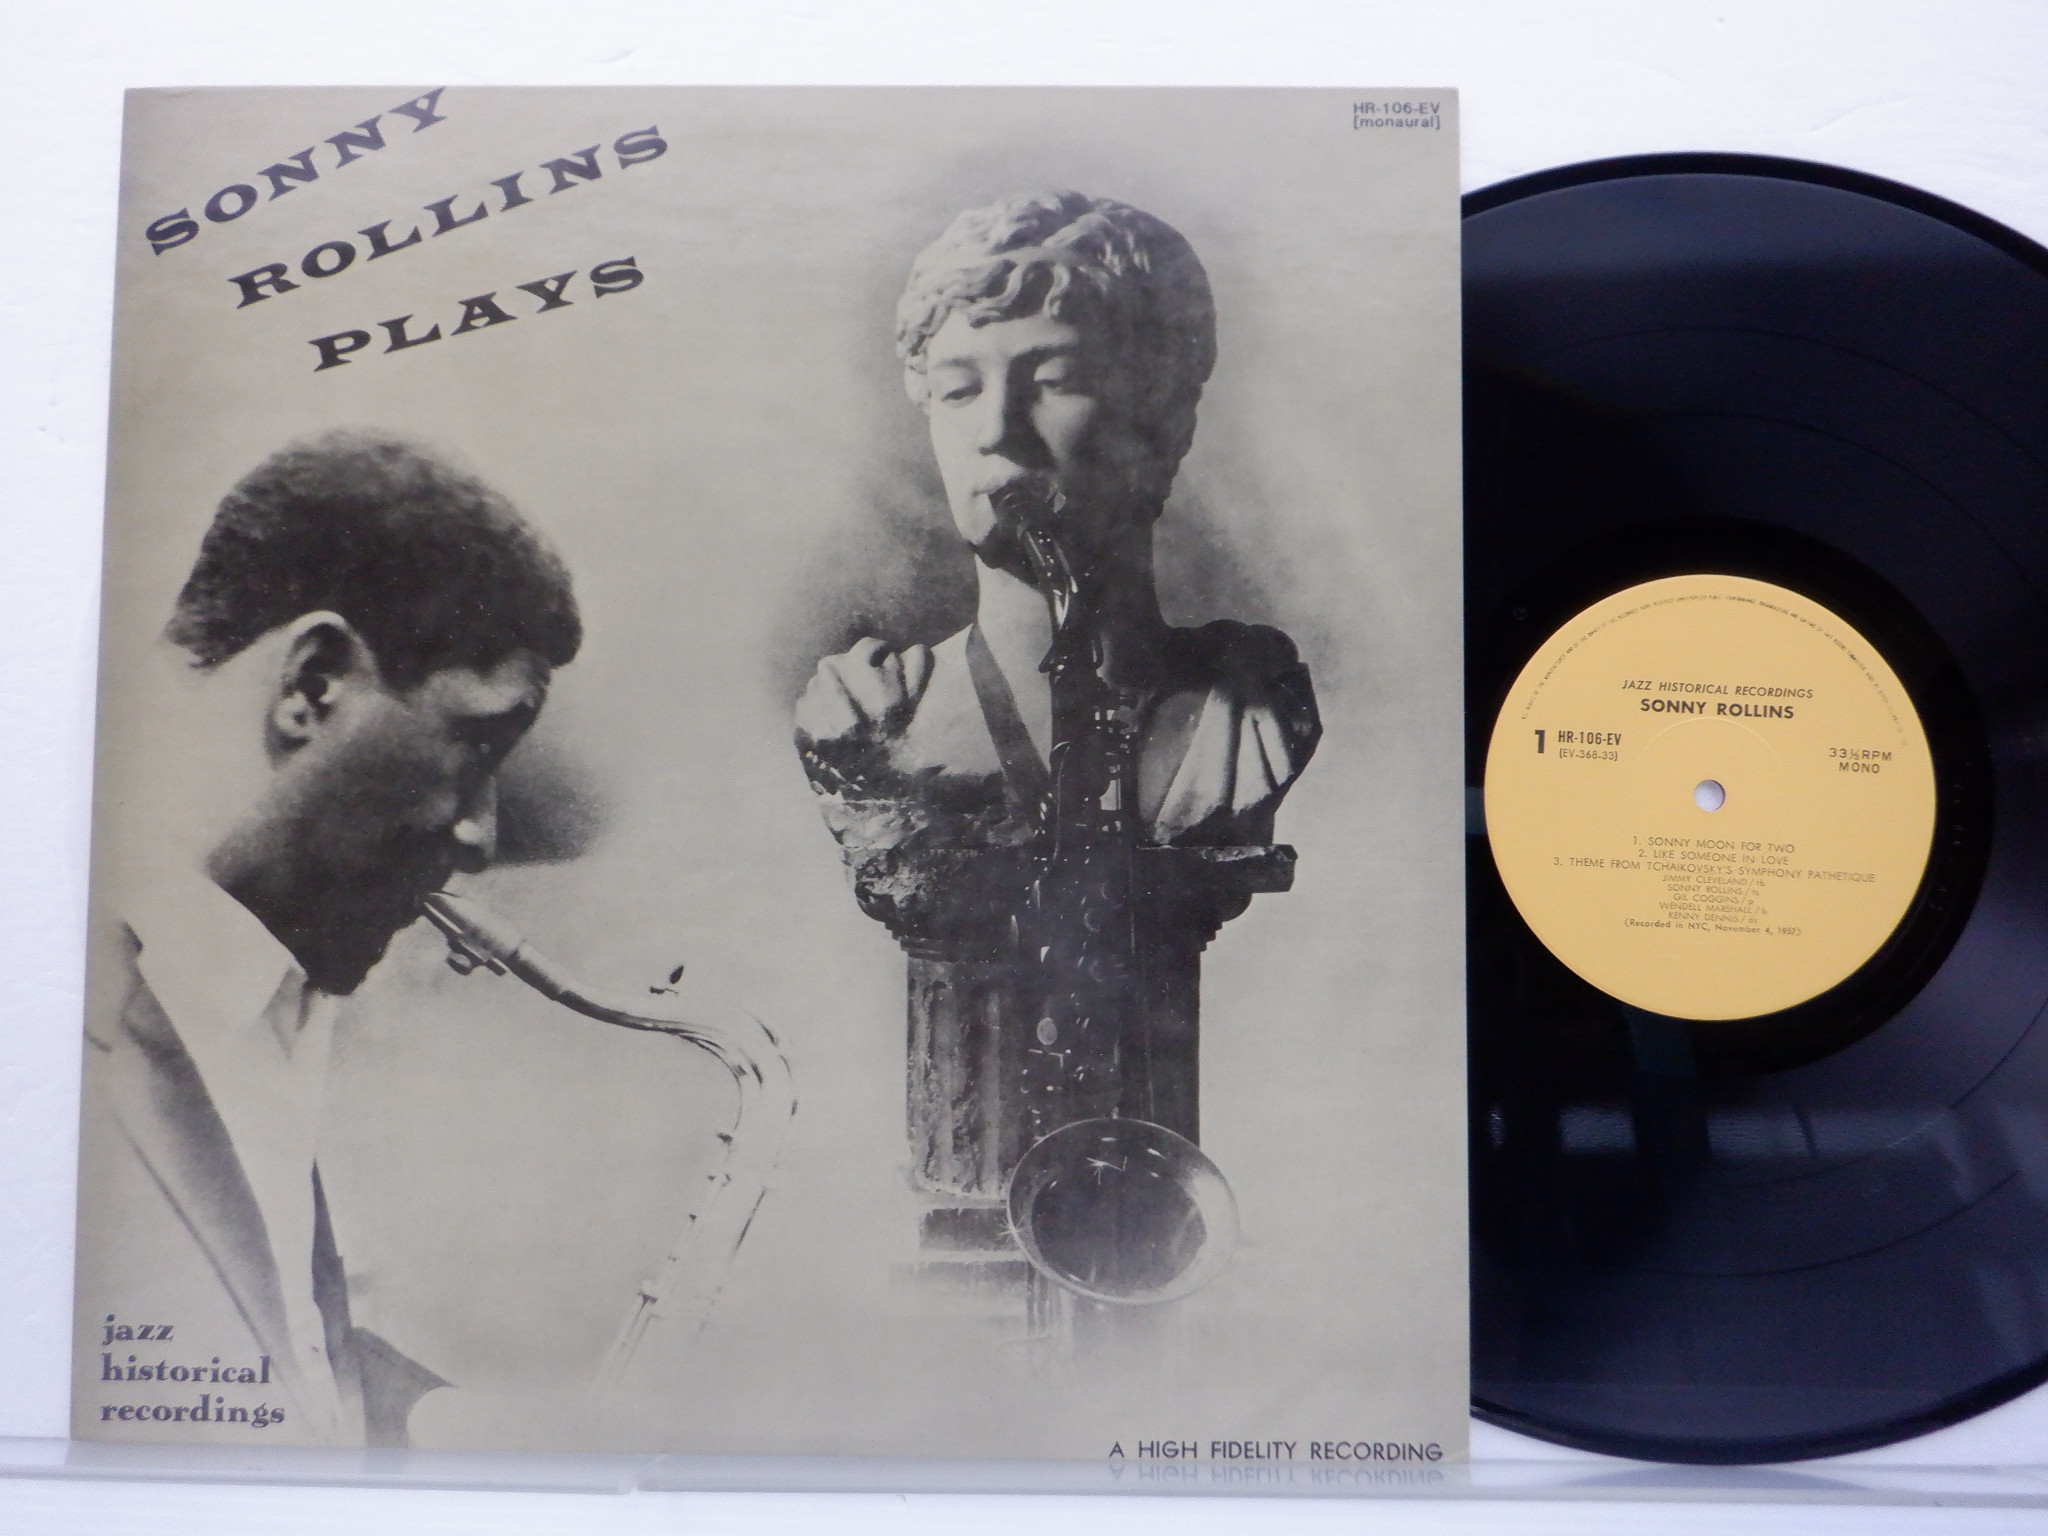 SONNY
ROLLINS
PLAYS
HR-106-EV
[monaural]
jazz
historical
recordings
A HIGH FIDELITY RECORDING
JAZZ HISTORICAL RECORDINGS
SONNY ROLLINS
1 HR-106-EV
(EV-368-33)
33⅓RPM
MONO
1. SONNY MOON FOR TWO
2. LIKE SOMEONE IN LOVE
3. THEME FROM TCHAIKOVSKY'S SYMPHONY PATHETIQUE
JIMMY CLEVELAND / tb
SONNY ROLLINS / ts
GIL COGGINS / p
WENDELL MARSHALL / b
KENNY DENNIS / ds
(Recorded in NYC, November 4, 1957)